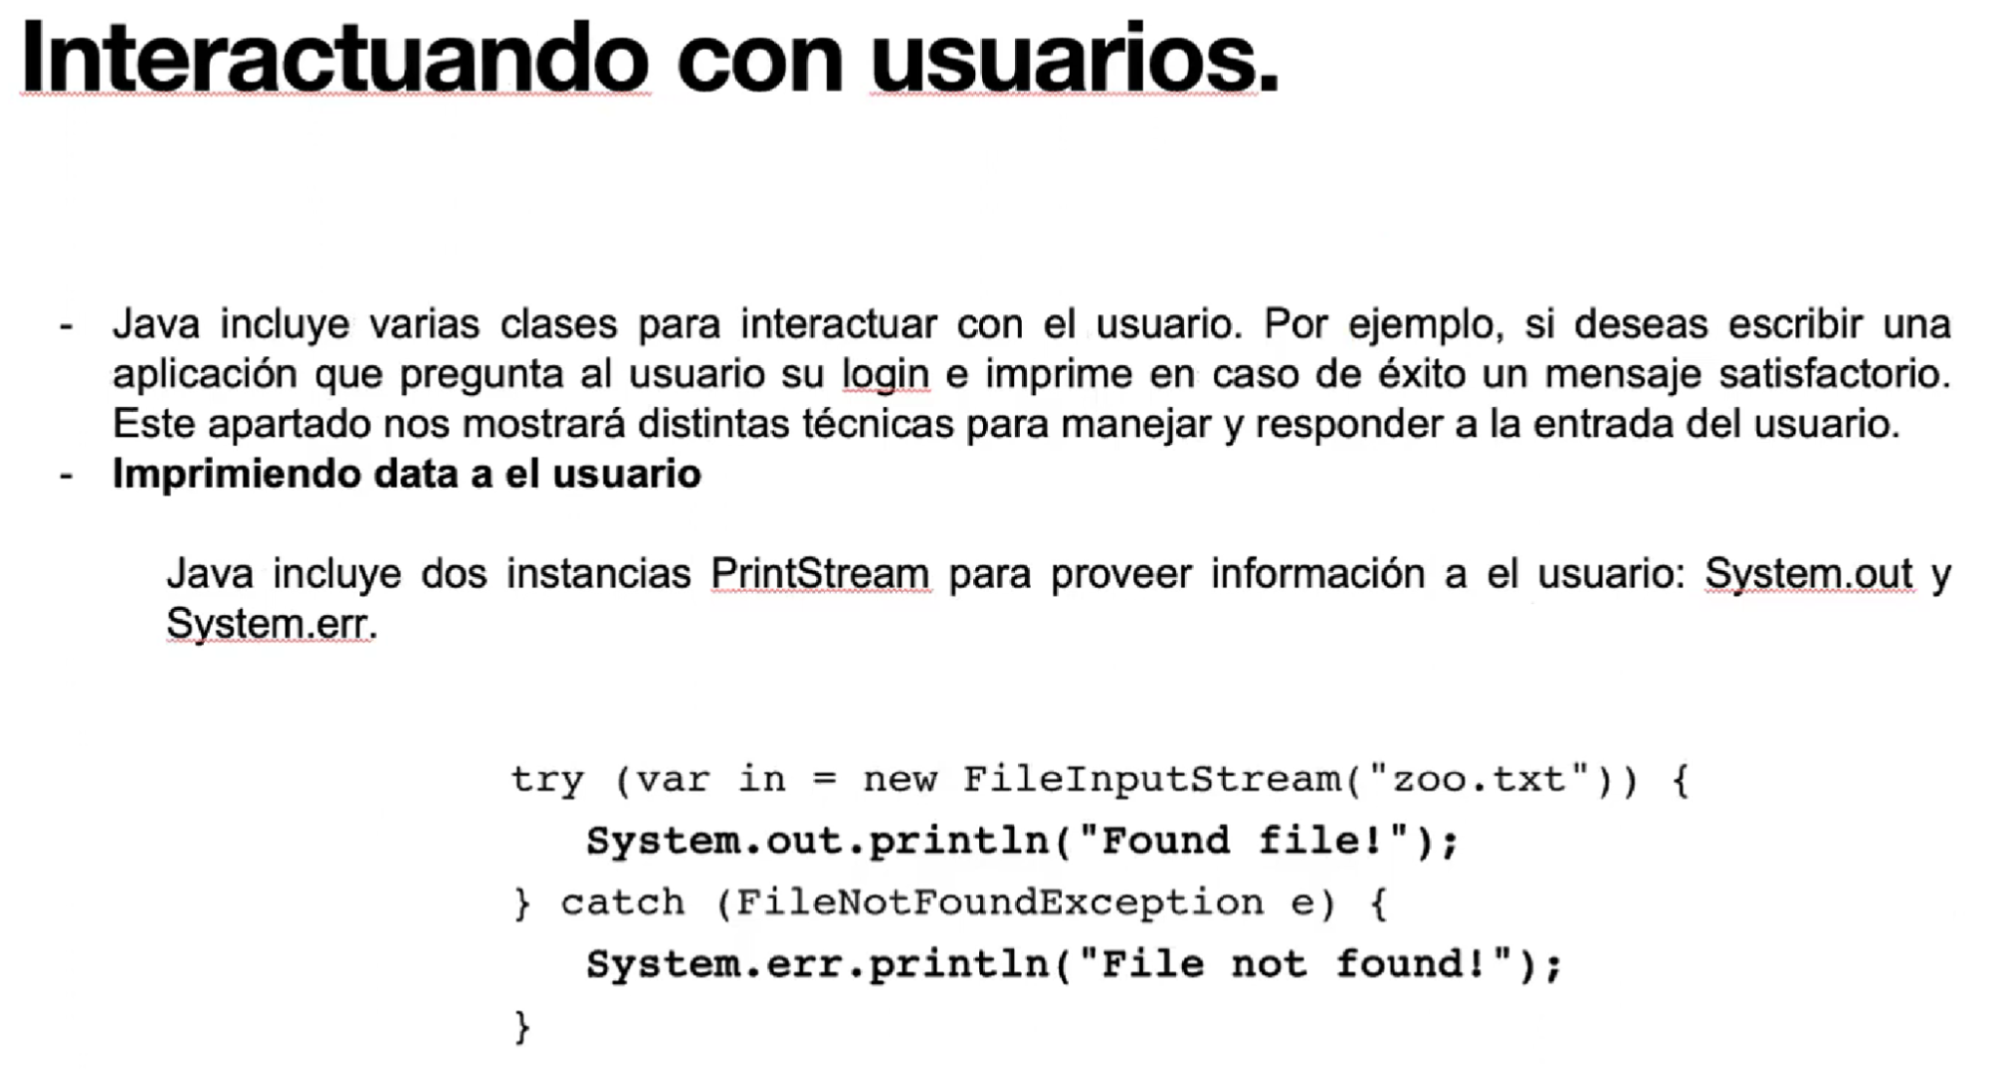 Interactuando con usuarios.
- Java incluye varias clases para interactuar con el usuario. Por ejemplo, si deseas escribir una
aplicación que pregunta al usuario su login e imprime en caso de éxito un mensaje satisfactorio.
Este apartado nos mostrará distintas técnicas para manejar y responder a la entrada del usuario.
- Imprimiendo data a el usuario
Java incluye dos instancias PrintStream para proveer información a el usuario: System.out y
System.err.
try (var in = new FileInputStream("zoo.txt")) {
System.out.println("Found file!");
} catch (FileNotFoundException e) {
System.err.println("File not found!");
}